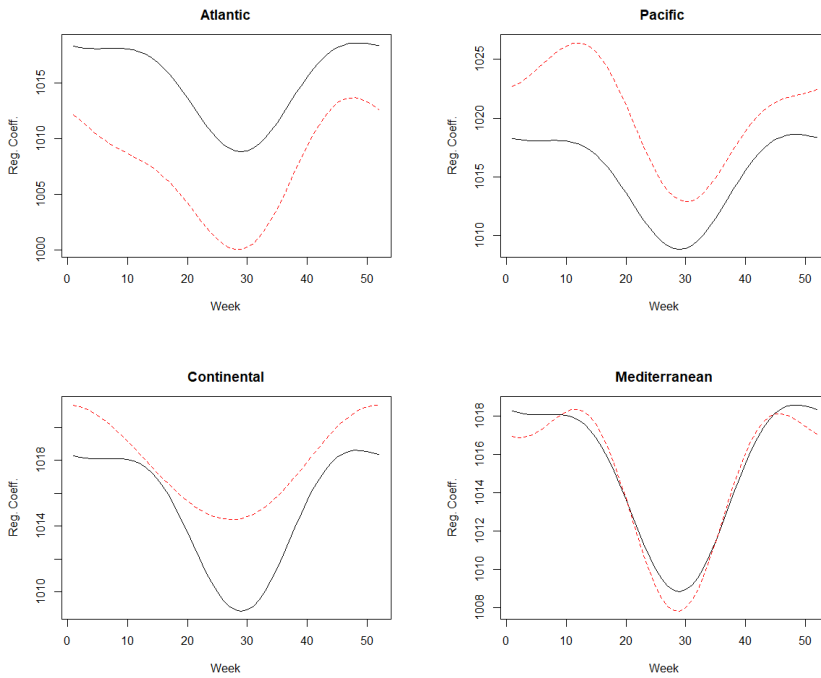 Atlantic
Reg. Coeff.
1000 1005 1010 1015
0 10 20 30 40 50
Week
Pacific
Reg. Coeff.
1010 1015 1020 1025
0 10 20 30 40 50
Week
Continental
Reg. Coeff.
1010 1014 1018
0 10 20 30 40 50
Week
Mediterranean
Reg. Coeff.
1008 1010 1012 1014 1016 1018
0 10 20 30 40 50
Week